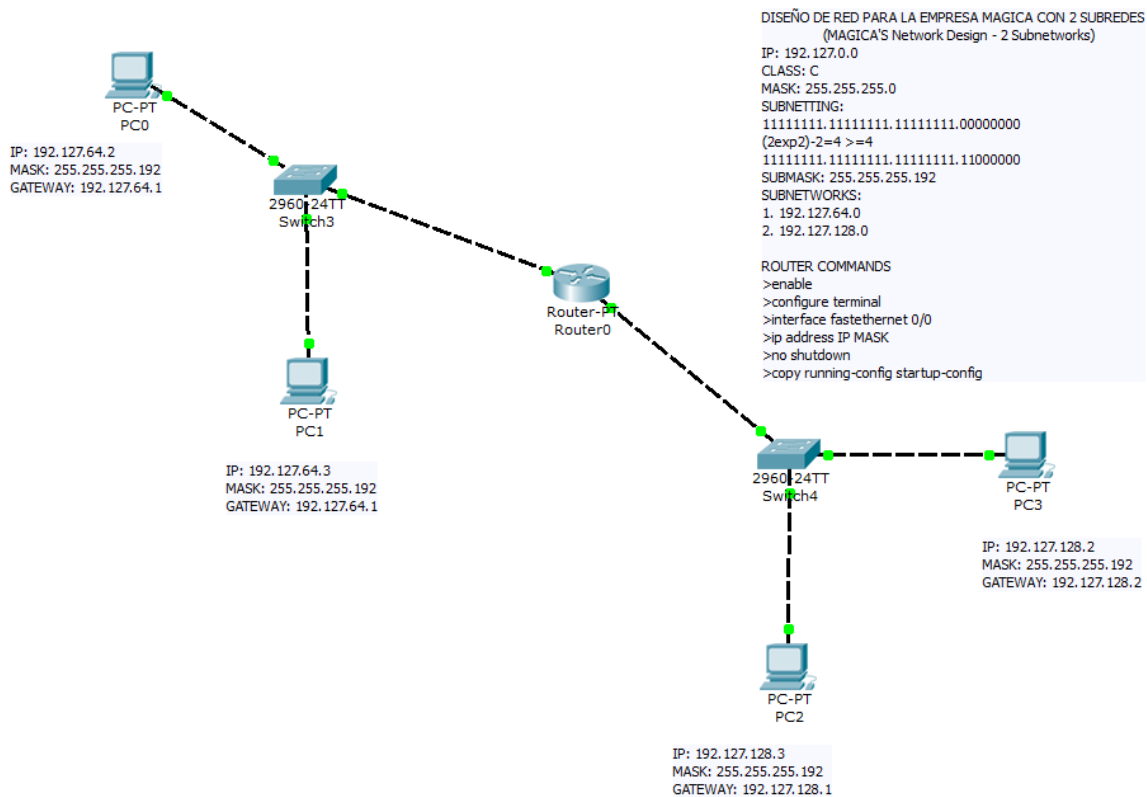 DISEÑO DE RED PARA LA EMPRESA MAGICA CON 2 SUBREDES
(MAGICA'S Network Design - 2 Subnetworks)
IP: 192.127.0.0
CLASS: C
MASK: 255.255.255.0
SUBNETTING:
11111111.11111111.11111111.00000000
(2exp2)-2=4 >=4
11111111.11111111.11111111.11000000
SUBMASK: 255.255.255.192
SUBNETWORKS:
1. 192.127.64.0
2. 192.127.128.0
ROUTER COMMANDS
>enable
>configure terminal
>interface fastethernet 0/0
>ip address IP MASK
>no shutdown
>copy running-config startup-config
PC-PT
PC0
IP: 192.127.64.2
MASK: 255.255.255.192
GATEWAY: 192.127.64.1
2960-24TT
Switch3
Router-PT
Router0
PC-PT
PC1
IP: 192.127.64.3
MASK: 255.255.255.192
GATEWAY: 192.127.64.1
2960-24TT
Switch4
PC-PT
PC3
IP: 192.127.128.2
MASK: 255.255.255.192
GATEWAY: 192.127.128.2
PC-PT
PC2
IP: 192.127.128.3
MASK: 255.255.255.192
GATEWAY: 192.127.128.1